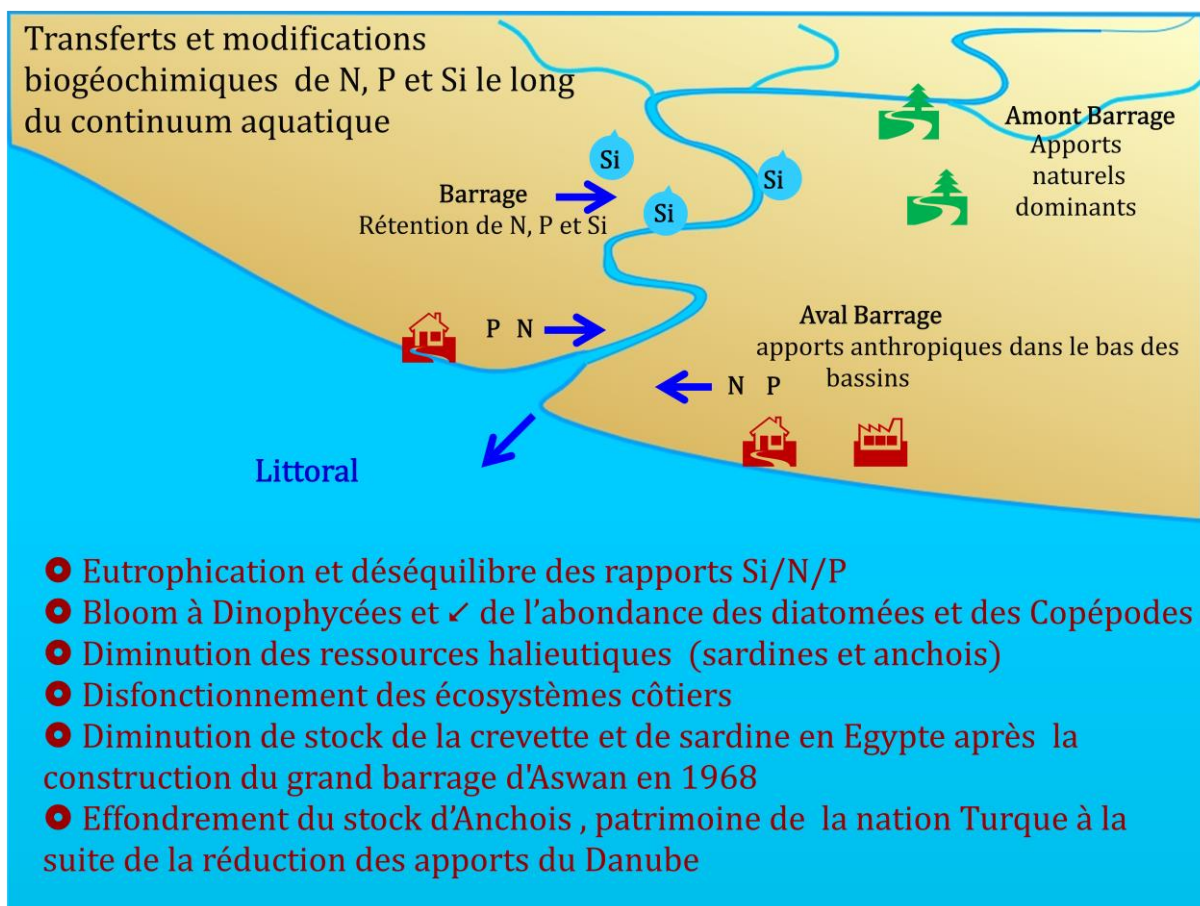 Transferts et modifications
biogéochimiques de N, P et Si le long
du continuum aquatique
Amont Barrage
Apports
naturels
dominants
Si
Si
Si
Barrage
Rétention de N, P et Si
P N
Aval Barrage
apports anthropiques dans le bas des
bassins
N P
Littoral
Eutrophication et déséquilibre des rapports Si/N/P
Bloom à Dinophycées et ↙ de l'abondance des diatomées et des Copépodes
Diminution des ressources halieutiques (sardines et anchois)
Disfonctionnement des écosystèmes côtiers
Diminution de stock de la crevette et de sardine en Egypte après la
construction du grand barrage d'Aswan en 1968
Effondrement du stock d'Anchois , patrimoine de la nation Turque à la
suite de la réduction des apports du Danube